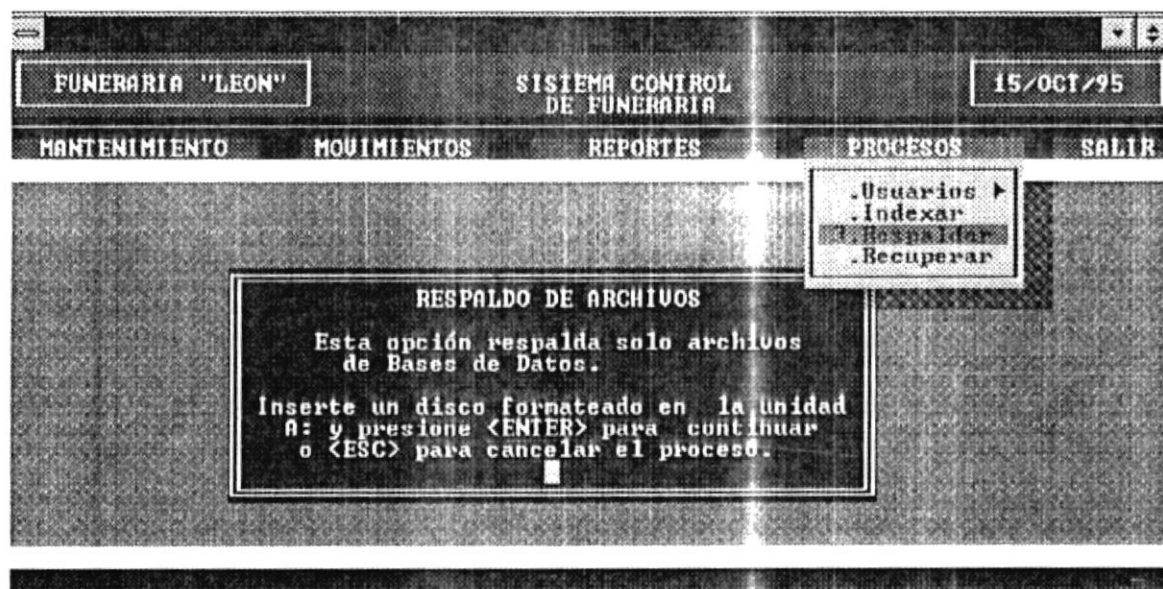 FUNERARIA "LEON"
SISTEMA CONTROL
DE FUNERARIA
15/OCT/95
MANTENIMIENTO MOVIMIENTOS REPORTES PROCESOS SALIR
.Usuarios
.Indexar
3.Respaldar
.Recuperar
RESPALDO DE ARCHIVOS
Esta opción respalda solo archivos
de Bases de Datos.
Inserte un disco formateado en la unidad
A: y presione <ENTER> para continuar
o <ESC> para cancelar el proceso.